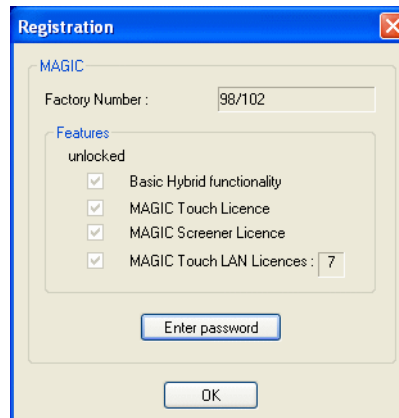 Registration
MAGIC
Factory Number : 98/102
Features
unlocked
Basic Hybrid functionality
MAGIC Touch Licence
MAGIC Screener Licence
MAGIC Touch LAN Licences : 7
Enter password
OK